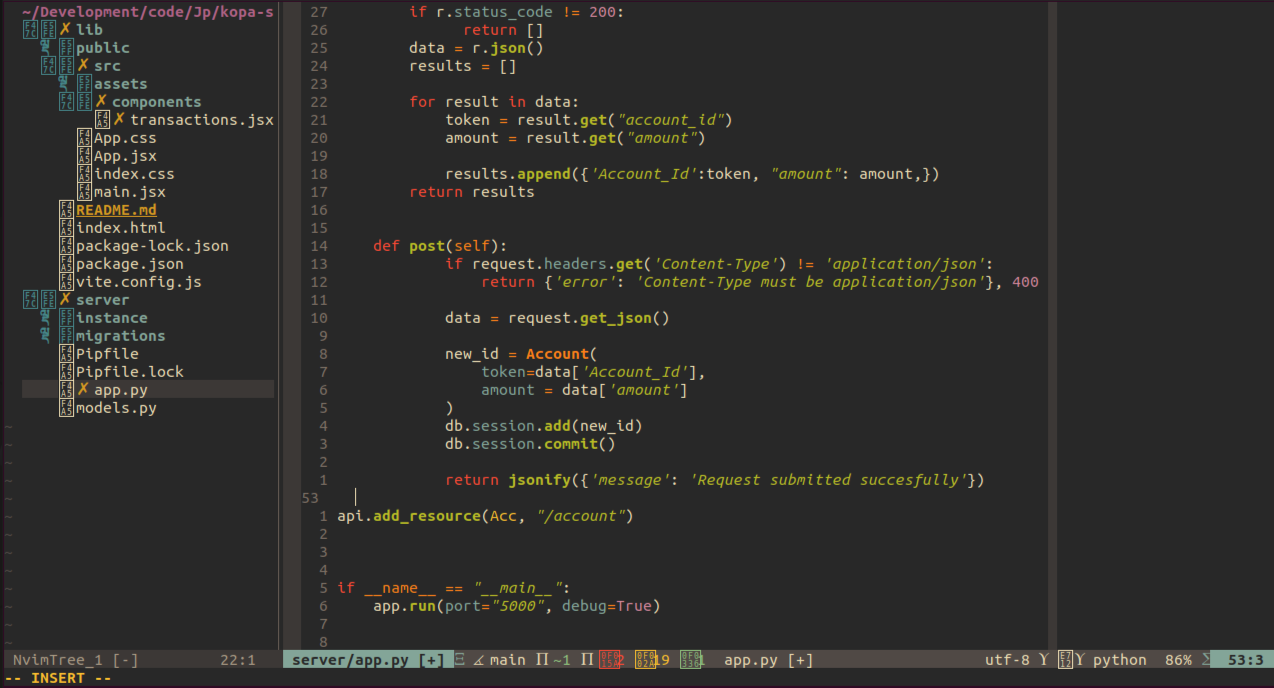 ~/Development/code/Jp/kopa-s
✗ lib
public
✗ src
assets
✗ components
✗ transactions.jsx
App.css
App.jsx
index.css
main.jsx
README.md
index.html
package-lock.json
package.json
vite.config.js
✗ server
instance
migrations
Pipfile
Pipfile.lock
✗ app.py
models.py
NvimTree_1 [-] 22:1
27 if r.status_code != 200:
26 return []
25 data = r.json()
24 results = []
23
22 for result in data:
21 token = result.get("account_id")
20 amount = result.get("amount")
19
18 results.append({'Account_Id':token, "amount": amount,})
17 return results
16
15
14 def post(self):
13 if request.headers.get('Content-Type') != 'application/json':
12 return {'error': 'Content-Type must be application/json'}, 400
11
10 data = request.get_json()
9
8 new_id = Account(
7 token=data['Account_Id'],
6 amount = data['amount']
5 )
4 db.session.add(new_id)
3 db.session.commit()
2
1 return jsonify({'message': 'Request submitted succesfully'})
53
1 api.add_resource(Acc, "/account")
2
3
4
5 if __name__ == "__main__":
6 app.run(port="5000", debug=True)
7
8
server/app.py [+] main ~1 2 19 1 app.py [+] utf-8 python 86% 53:3
-- INSERT --